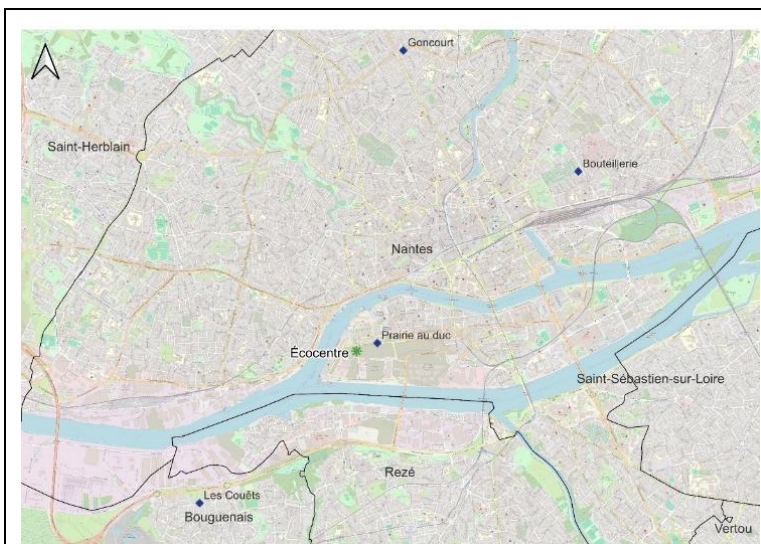 Goncourt
Saint-Herblain
Bouteillerie
Nantes
Prairie au duc
Écocentre
Saint-Sébastien-sur-Loire
Rezé
Les Couëts
Bouguenais
Vertou